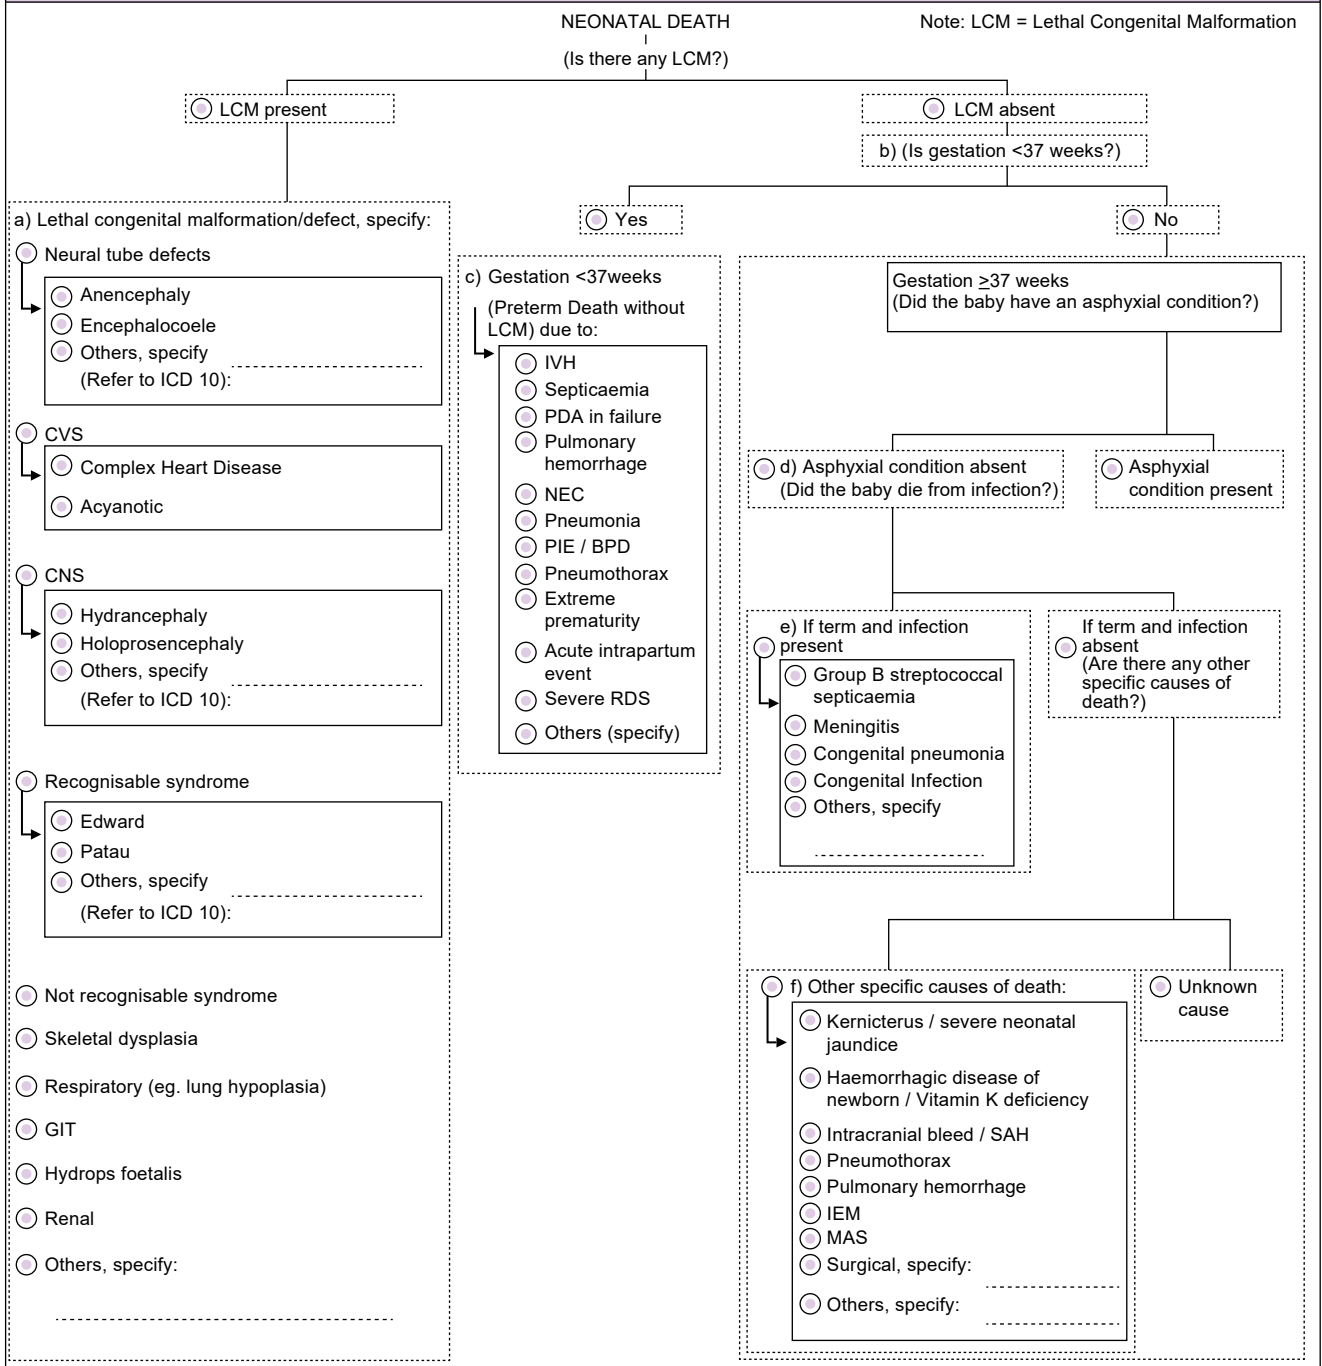 NEONATAL DEATH
Note: LCM = Lethal Congenital Malformation
(Is there any LCM?)
LCM present
LCM absent
b) (Is gestation <37 weeks?)
Yes
No
a) Lethal congenital malformation/defect, specify:
Neural tube defects
Anencephaly
Encephalocoele
Others, specify
(Refer to ICD 10):
CVS
Complex Heart Disease
Acyanotic
CNS
Hydrancephaly
Holoprosencephaly
Others, specify
(Refer to ICD 10):
Recognisable syndrome
Edward
Patau
Others, specify
(Refer to ICD 10):
Not recognisable syndrome
Skeletal dysplasia
Respiratory (eg. lung hypoplasia)
GIT
Hydrops foetalis
Renal
Others, specify:
c) Gestation <37weeks
(Preterm Death without
LCM) due to:
IVH
Septicaemia
PDA in failure
Pulmonary
hemorrhage
NEC
Pneumonia
PIE / BPD
Pneumothorax
Extreme
prematurity
Acute intrapartum
event
Severe RDS
Others (specify)
Gestation ≥37 weeks
(Did the baby have an asphyxial condition?)
d) Asphyxial condition absent
(Did the baby die from infection?)
Asphyxial
condition present
e) If term and infection
present
Group B streptococcal
septicaemia
Meningitis
Congenital pneumonia
Congenital Infection
Others, specify
If term and infection
absent
(Are there any other
specific causes of
death?)
f) Other specific causes of death:
Kernicterus / severe neonatal
jaundice
Haemorrhagic disease of
newborn / Vitamin K deficiency
Intracranial bleed / SAH
Pneumothorax
Pulmonary hemorrhage
IEM
MAS
Surgical, specify:
Others, specify:
Unknown
cause